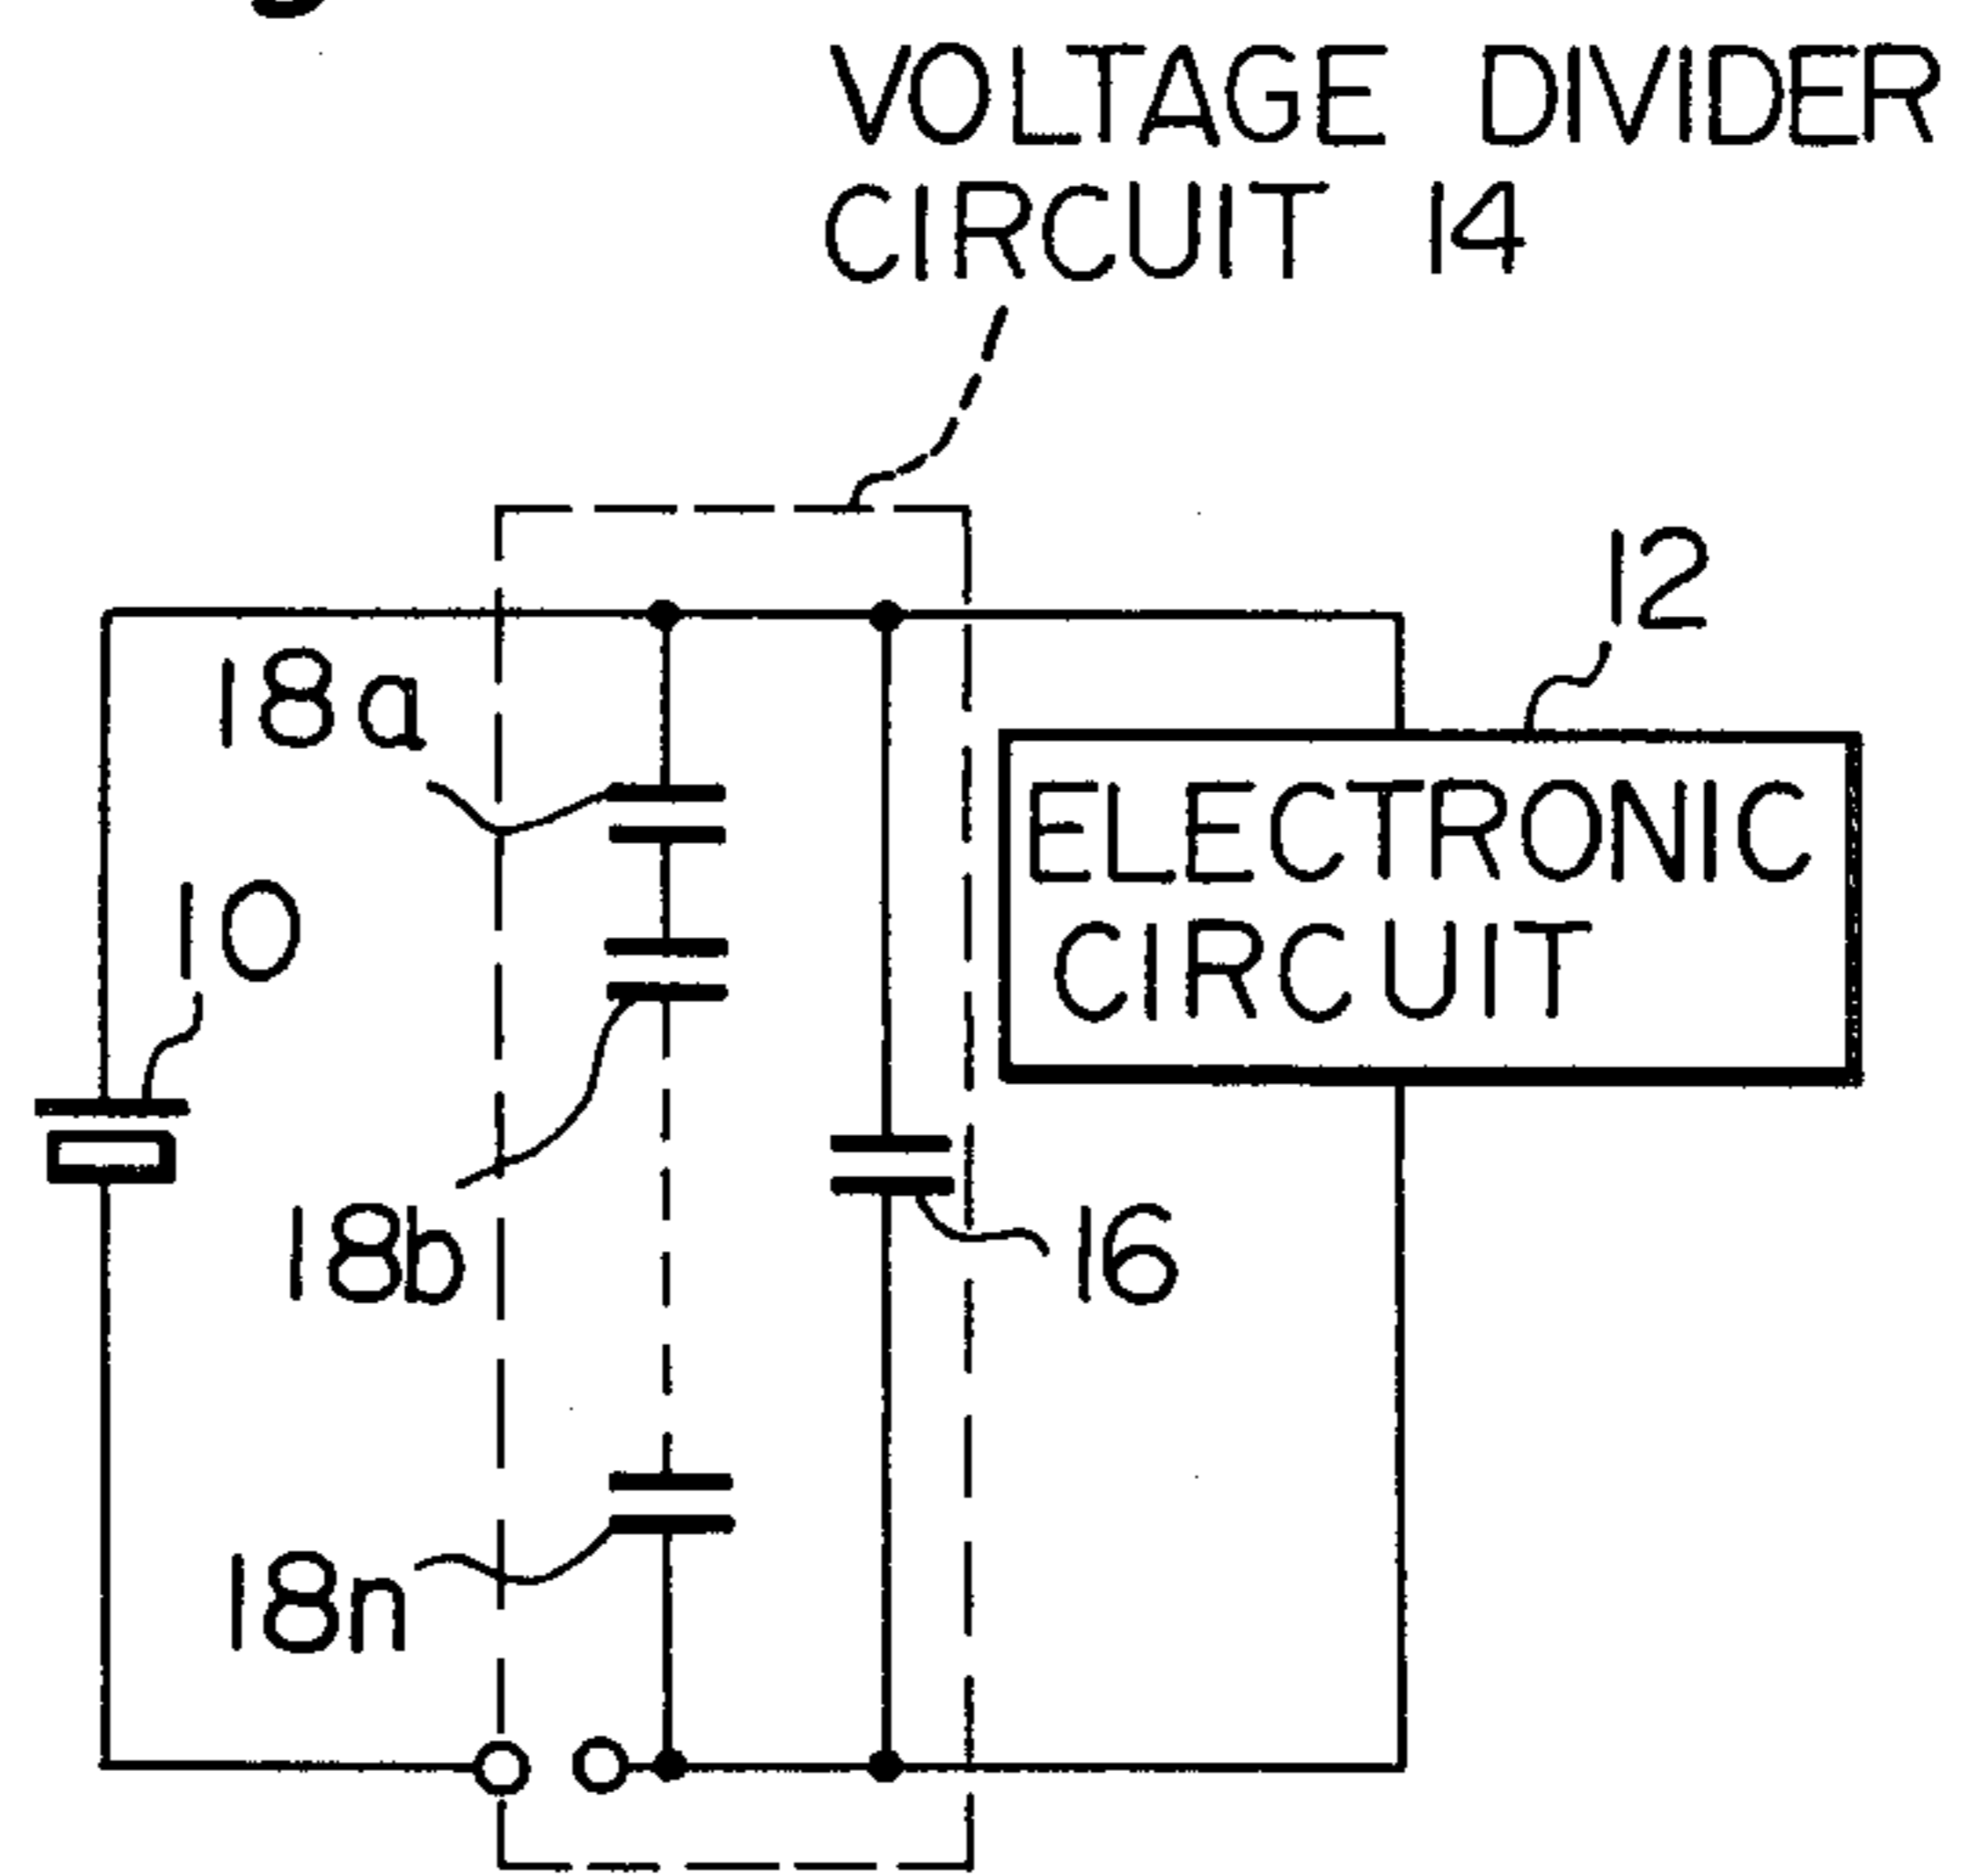 VOLTAGE DIVIDER
CIRCUIT 14
12
18a
ELECTRONIC
CIRCUIT
10
18b
16
18n